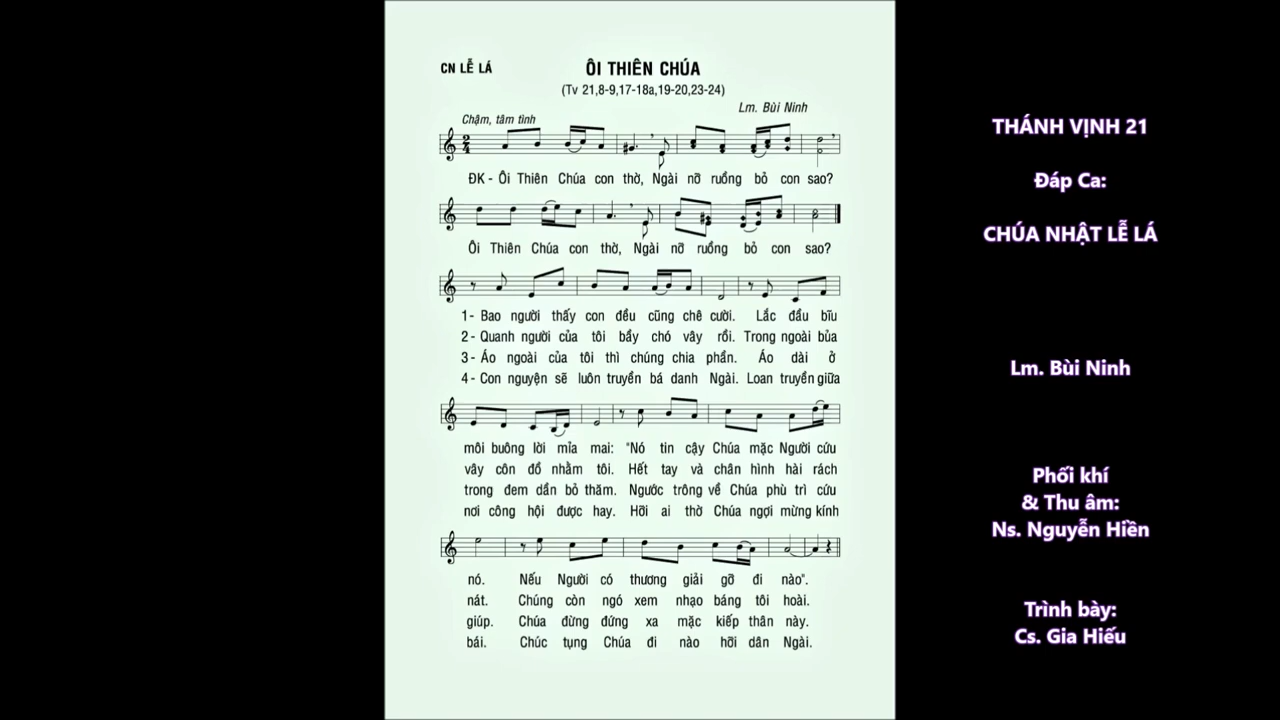 CN LỄ LÁ
ÔI THIÊN CHÚA
(Tv 21,8-9,17-18a,19-20,23-24)
Lm. Bùi Ninh
Chậm, tâm tình
ĐK - Ôi Thiên Chúa con thờ, Ngài nỡ ruồng bỏ con sao?
Ôi Thiên Chúa con thờ, Ngài nỡ ruồng bỏ con sao?
1- Bao người thấy con đều cũng chê cười. Lắc đầu bĩu
2- Quanh người của tôi bầy chó vây rồi. Trong ngoài bủa
3- Áo ngoài của tôi thì chúng chia phần. Áo dài ở
4- Con nguyện sẽ luôn truyền bá danh Ngài. Loan truyền giữa
môi buông lời mỉa mai: "Nó tin cậy Chúa mặc Người cứu
vây côn đồ nhằm tôi. Hết tay và chân hình hài rách
trong đem dần bỏ thăm. Ngước trông về Chúa phù trì cứu
nơi công hội được hay. Hỡi ai thờ Chúa ngợi mừng kính
nó. Nếu Người có thương giải gỡ đi nào".
nát. Chúng còn ngó xem nhạo báng tôi hoài.
giúp. Chúa đừng đứng xa mặc kiếp thân này.
bái. Chúc tụng Chúa đi nào hỡi dân Ngài.
THÁNH VỊNH 21
Đáp Ca:
CHÚA NHẬT LỄ LÁ
Lm. Bùi Ninh
Phối khí
& Thu âm:
Ns. Nguyễn Hiền
Trình bày:
Cs. Gia Hiếu